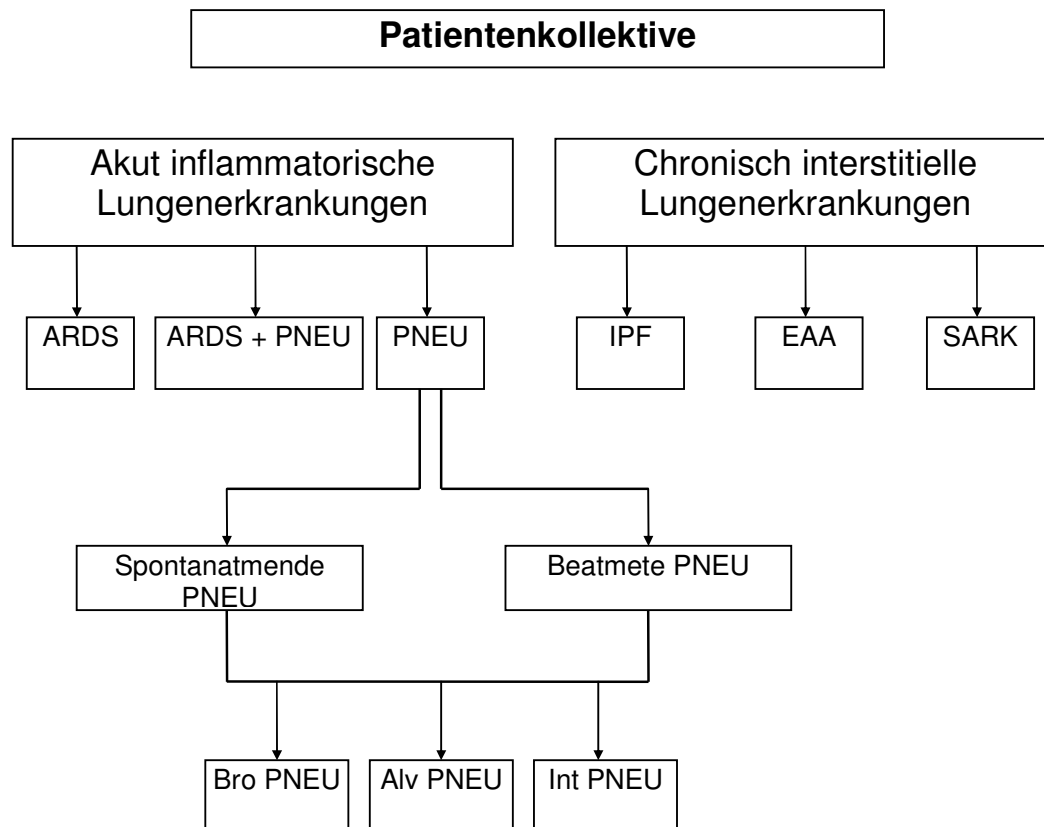 Patientenkollektive
Akut inflammatorische
Lungenerkrankungen
Chronisch interstitielle
Lungenerkrankungen
ARDS
ARDS + PNEU
PNEU
IPF
EAA
SARK
Spontanatmende
PNEU
Beatmete PNEU
Bro PNEU
Alv PNEU
Int PNEU